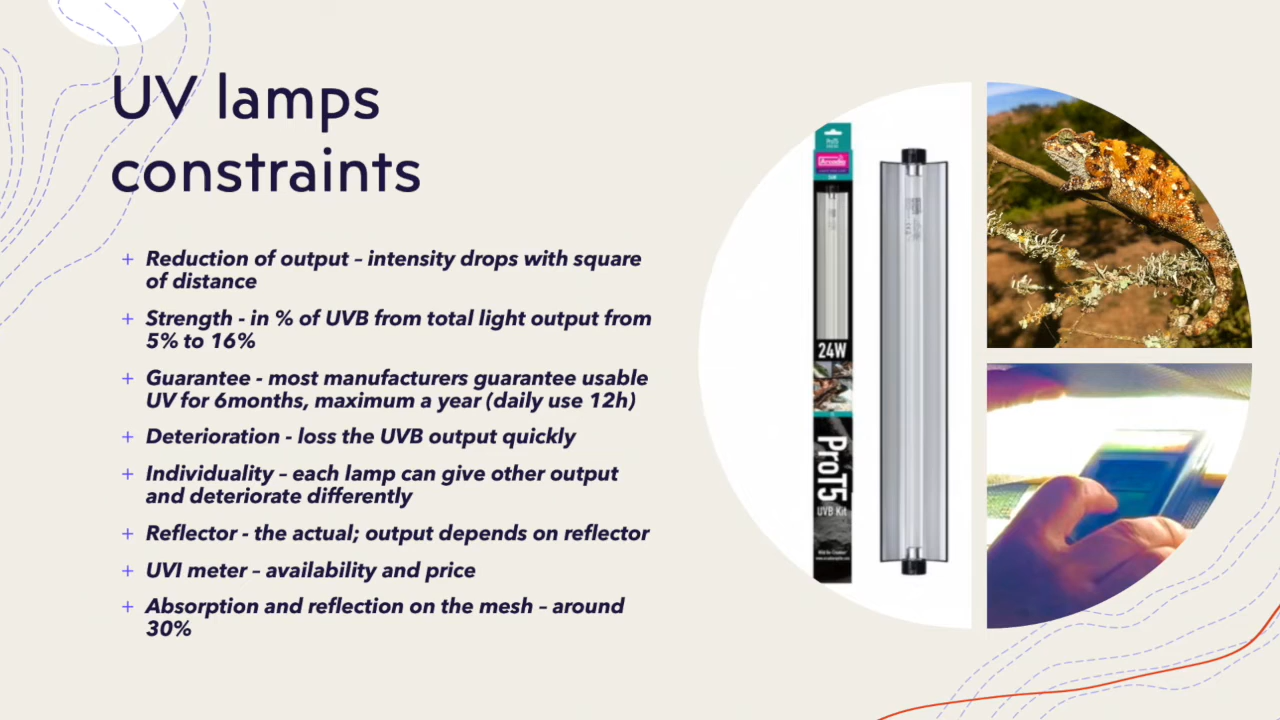 UV lamps
constraints
+ Reduction of output – intensity drops with square
of distance
+ Strength - in % of UVB from total light output from
5% to 16%
+ Guarantee - most manufacturers guarantee usable
UV for 6months, maximum a year (daily use 12h)
+ Deterioration - loss the UVB output quickly
+ Individuality – each lamp can give other output
and deteriorate differently
+ Reflector - the actual; output depends on reflector
+ UVI meter – availability and price
+ Absorption and reflection on the mesh – around
30%
Arcadia
24W
ProT5
UVB Kit